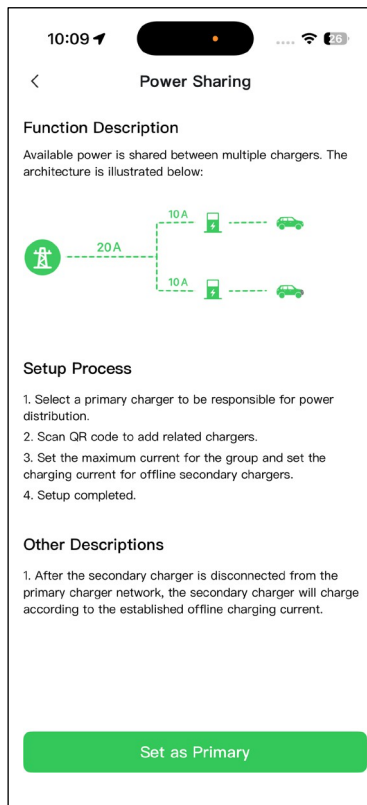 10:09
26
Power Sharing
Function Description
Available power is shared between multiple chargers. The
architecture is illustrated below:
10A
20A
10A
Setup Process
1. Select a primary charger to be responsible for power
distribution.
2. Scan QR code to add related chargers.
3. Set the maximum current for the group and set the
charging current for offline secondary chargers.
4. Setup completed.
Other Descriptions
1. After the secondary charger is disconnected from the
primary charger network, the secondary charger will charge
according to the established offline charging current.
Set as Primary